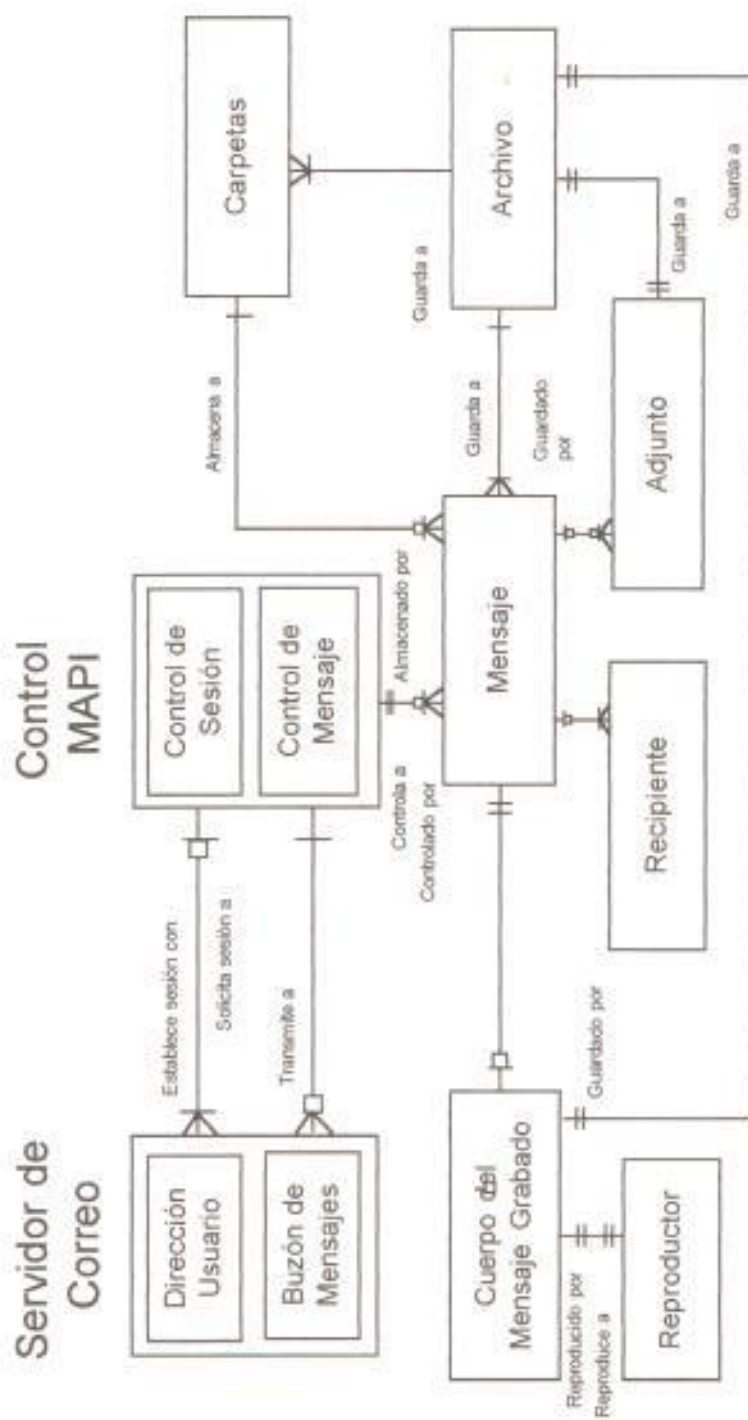 Servidor de
Correo
Control
MAPI
Dirección
Usuario
Buzón de
Mensajes
Establece sesión con
Solicita sesión a
Transmite a
Control de
Sesión
Control de
Mensaje
Almacena a
Carpetas
Controla a
Controlado por
Almacenado por
Guarda a
Cuerpo del
Mensaje Grabado
Mensaje
Guarda a
Guardado
por
Archivo
Reproducido por
Reproduce a
Guardado por
Reproductor
Recipiente
Adjunto
Guarda a
Guarda a